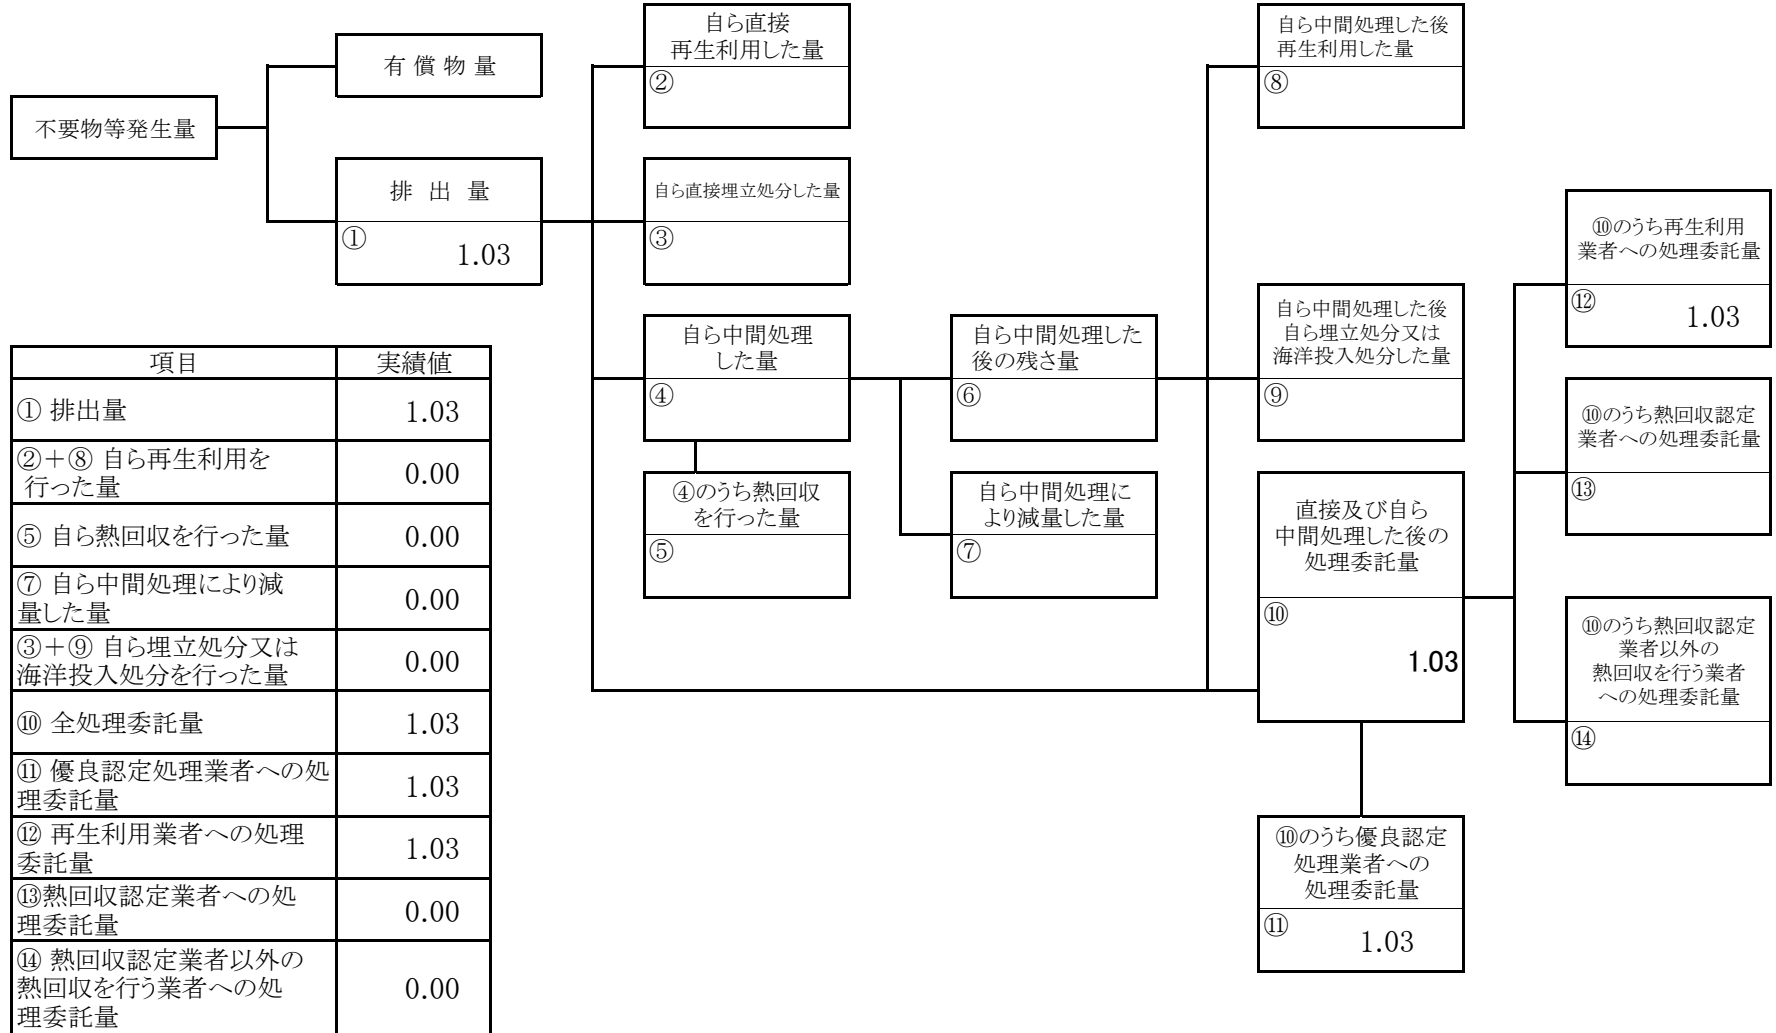 不要物等発生量
有 償 物 量
排 出 量
①
1.03
自ら直接
再生利用した量
②
自ら直接埋立処分した量
③
自ら中間処理
した量
④
④のうち熱回収
を行った量
⑤
自ら中間処理した
後の残さ量
⑥
自ら中間処理に
より減量した量
⑦
自ら中間処理した後
再生利用した量
⑧
自ら中間処理した後
自ら埋立処分又は
海洋投入処分した量
⑨
直接及び自ら
中間処理した後の
処理委託量
⑩
1.03
⑩のうち優良認定
処理業者への
処理委託量
⑪
1.03
⑩のうち再生利用
業者への処理委託量
⑫
1.03
⑩のうち熱回収認定
業者への処理委託量
⑬
⑩のうち熱回収認定
業者以外の
熱回収を行う業者
への処理委託量
⑭
項目 実績値
① 排出量 1.03
②＋⑧ 自ら再生利用を
行った量 0.00
⑤ 自ら熱回収を行った量 0.00
⑦ 自ら中間処理により減
量した量 0.00
③＋⑨ 自ら埋立処分又は
海洋投入処分を行った量 0.00
⑩ 全処理委託量 1.03
⑪ 優良認定処理業者への処
理委託量 1.03
⑫ 再生利用業者への処理
委託量 1.03
⑬熱回収認定業者への処
理委託量 0.00
⑭ 熱回収認定業者以外の
熱回収を行う業者への処
理委託量 0.00